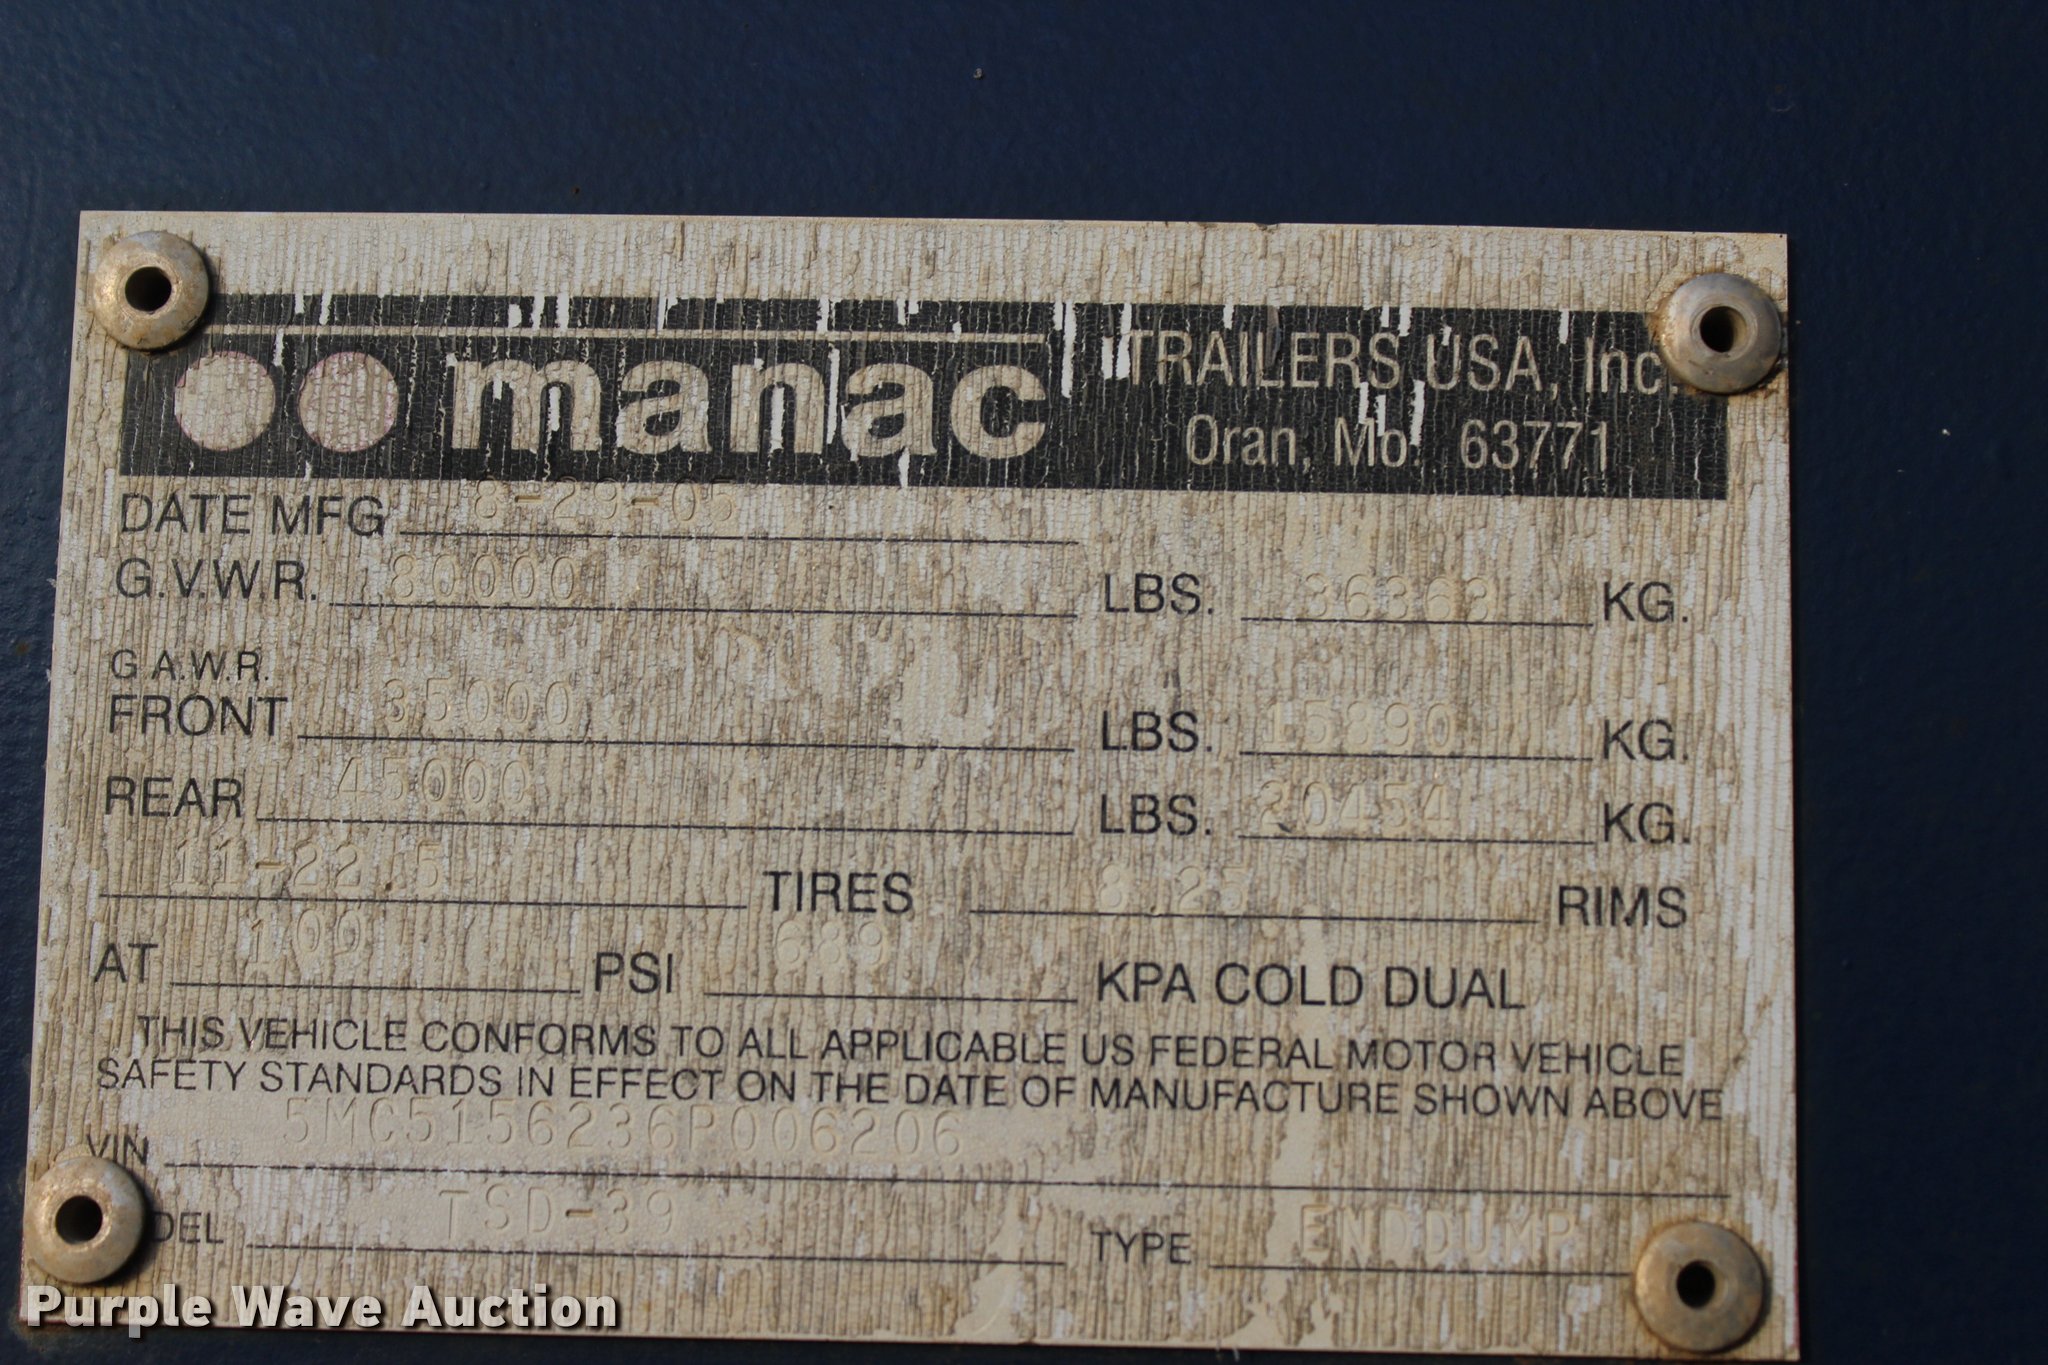 manac TRAILERS USA, Inc.
Oran, Mo. 63771
DATE MFG 8-29-05
G.V.W.R. 80000 LBS. 36363 KG.
G.A.W.R.
FRONT 35000 LBS. 15890 KG.
REAR 45000 LBS. 20454 KG.
11-22.5 TIRES 8.25 RIMS
AT 100 PSI 689 KPA COLD DUAL
THIS VEHICLE CONFORMS TO ALL APPLICABLE US FEDERAL MOTOR VEHICLE
SAFETY STANDARDS IN EFFECT ON THE DATE OF MANUFACTURE SHOWN ABOVE
VIN 5MC5156236P006206
DEL TSD-39 TYPE ENDDUMP
Purple Wave Auction